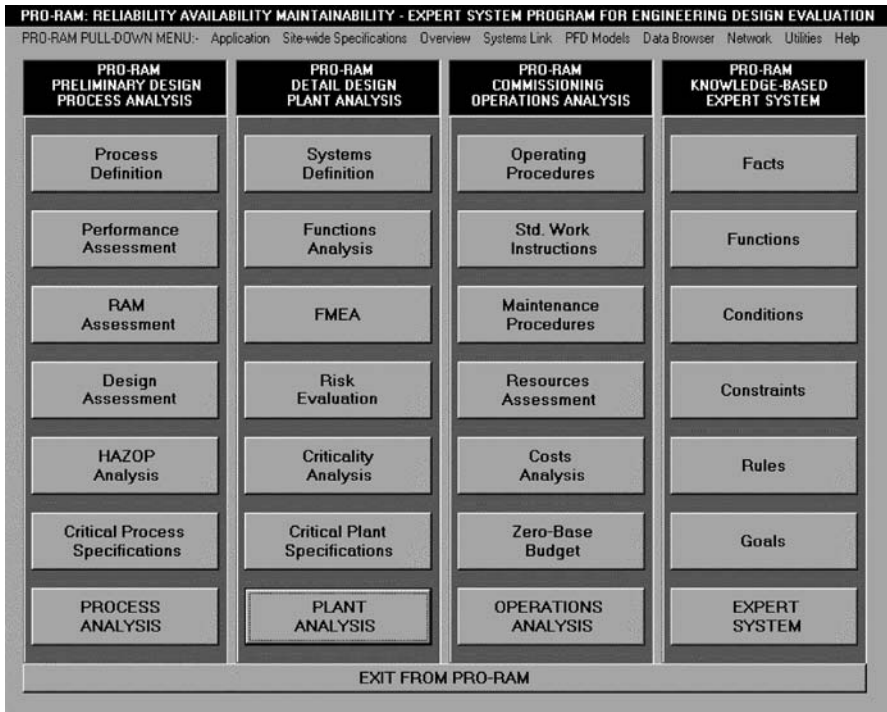 PRO-RAM: RELIABILITY AVAILABILITY MAINTAINABILITY - EXPERT SYSTEM PROGRAM FOR ENGINEERING DESIGN EVALUATION
PRO-RAM PULL-DOWN MENU:- Application Site-wide Specifications Overview Systems Link PFD Models Data Browser Network Utilities Help
PRO-RAM
PRELIMINARY DESIGN
PROCESS ANALYSIS
Process
Definition
Performance
Assessment
RAM
Assessment
Design
Assessment
HAZOP
Analysis
Critical Process
Specifications
PROCESS
ANALYSIS
PRO-RAM
DETAIL DESIGN
PLANT ANALYSIS
Systems
Definition
Functions
Analysis
FMEA
Risk
Evaluation
Criticality
Analysis
Critical Plant
Specifications
PLANT
ANALYSIS
PRO-RAM
COMMISSIONING
OPERATIONS ANALYSIS
Operating
Procedures
Std. Work
Instructions
Maintenance
Procedures
Resources
Assessment
Costs
Analysis
Zero-Base
Budget
OPERATIONS
ANALYSIS
PRO-RAM
KNOWLEDGE-BASED
EXPERT SYSTEM
Facts
Functions
Conditions
Constraints
Rules
Goals
EXPERT
SYSTEM
EXIT FROM PRO-RAM